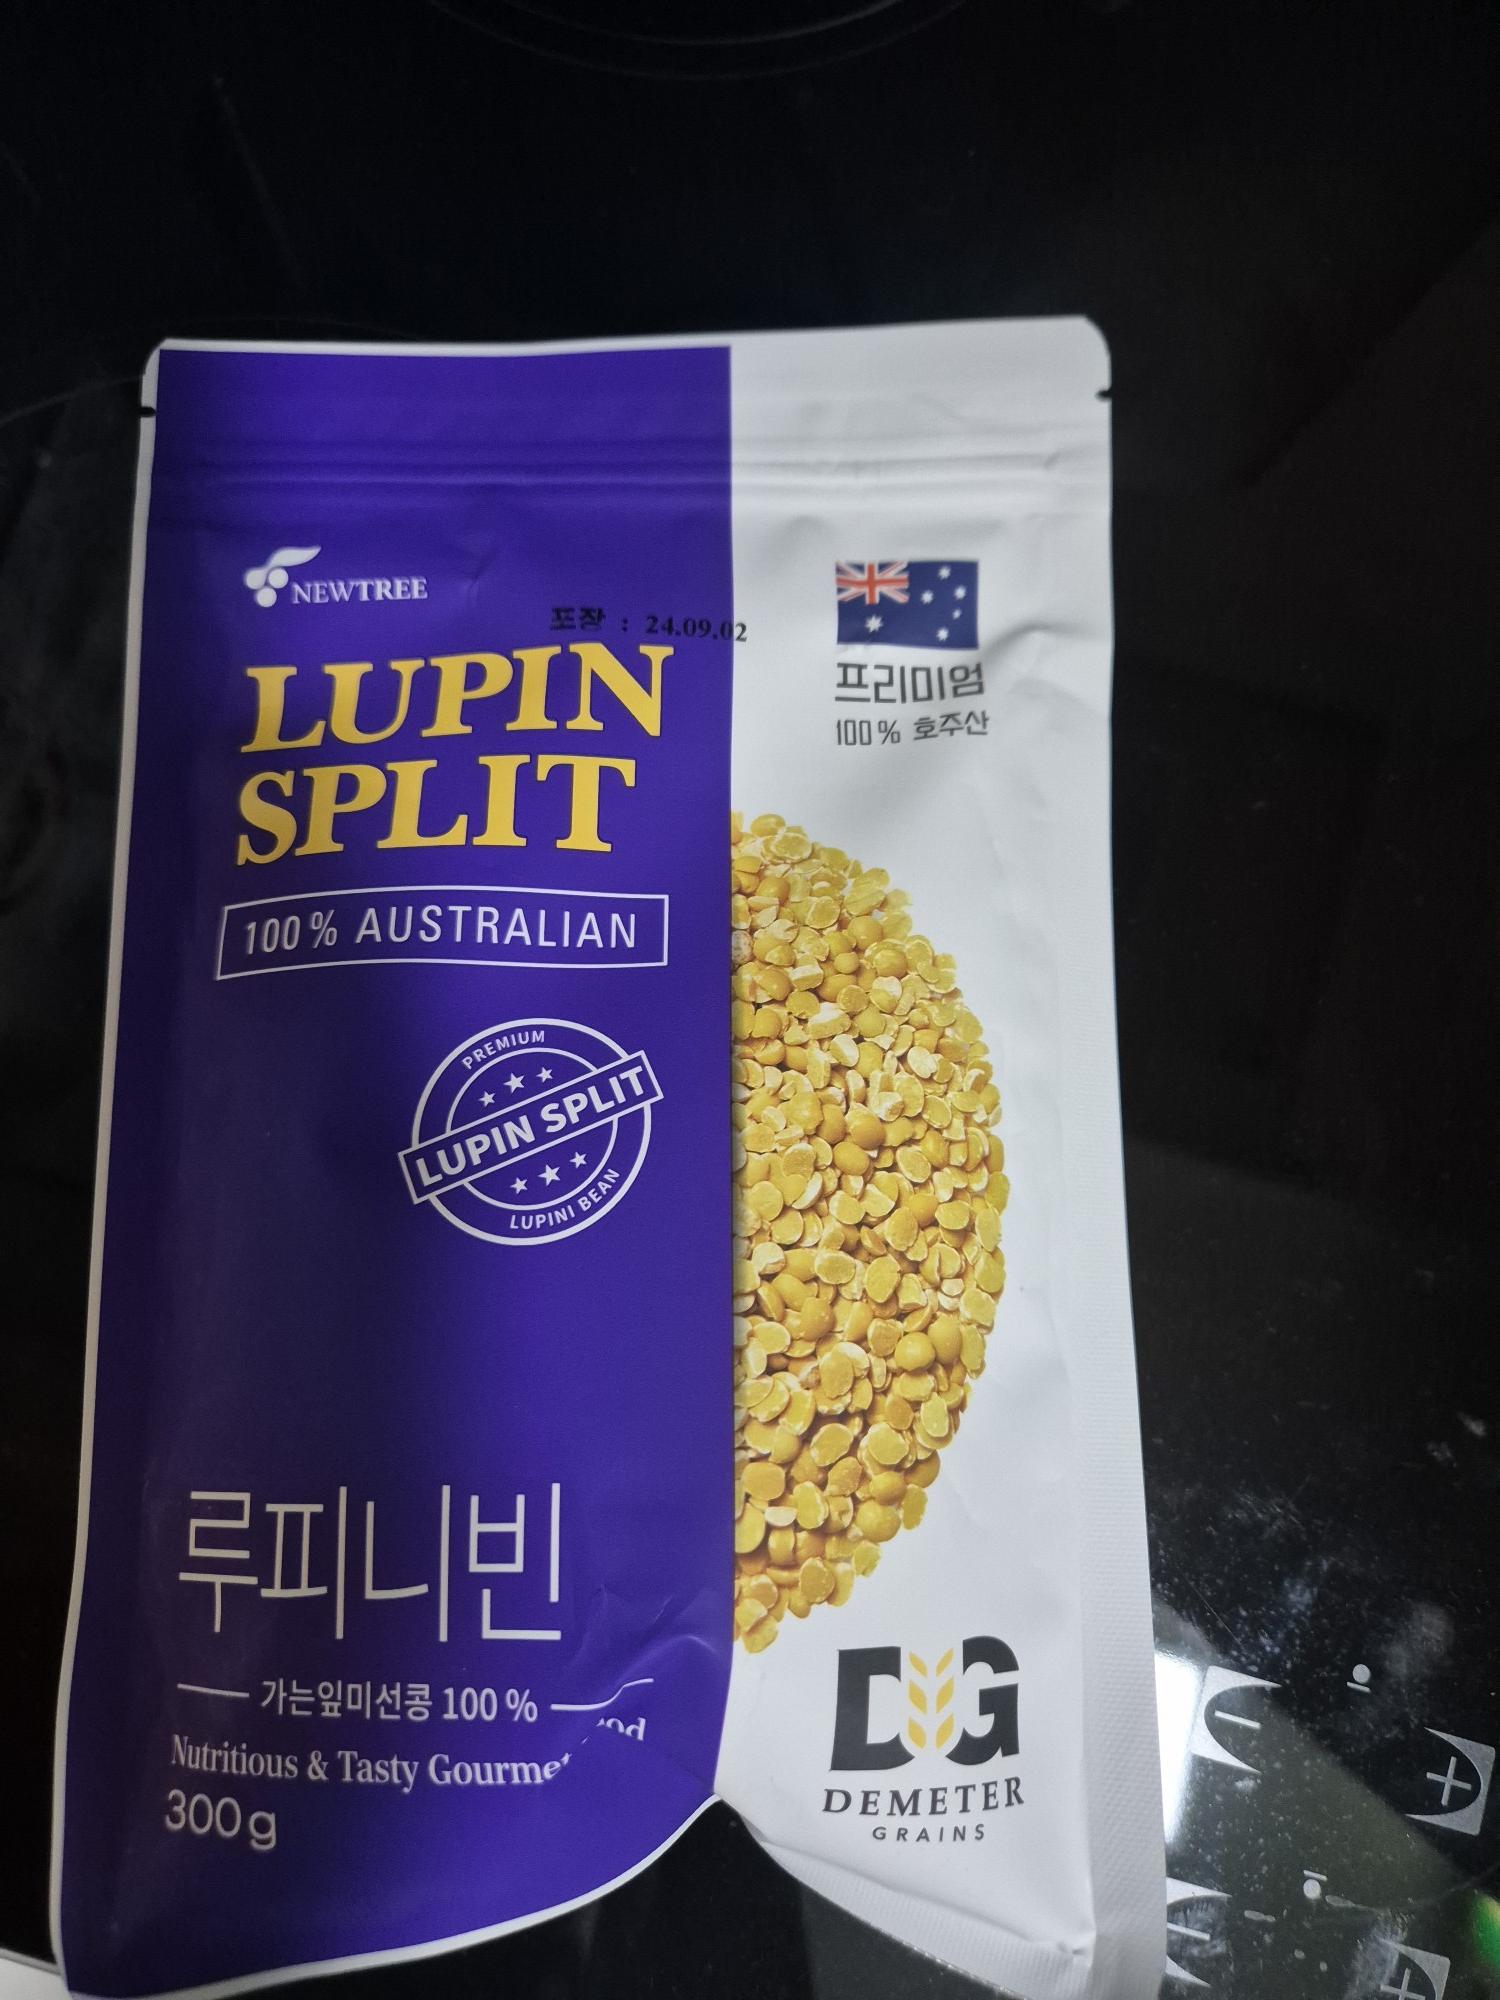 NEWTREE
포장 : 24.09.02
LUPIN
SPLIT
100% AUSTRALIAN
PREMIUM
LUPIN SPLIT
LUPINI BEAN
루피니빈
가는잎미선콩 100 %
Nutritious & Tasty
300g
프리미엄
100% 호주산
DG
DEMETER
GRAINS